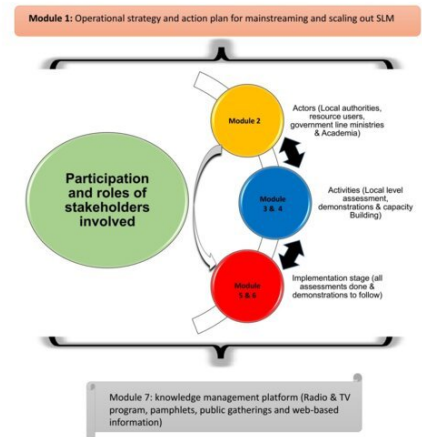 Module 1: Operational strategy and action plan for mainstreaming and scaling out SLM
Module 2
Actors (Local authorities,
resource users,
government line ministries
& Academia)
Participation
and roles of
stakeholders
involved
Module
3 & 4
Activities (Local level
assessment,
demonstrations & capacity
Building)
Module
5 & 6
Implementation stage (all
assessments done &
demonstrations to follow)
Module 7: knowledge management platform (Radio & TV
program, pamphlets, public gatherings and web-based
information)